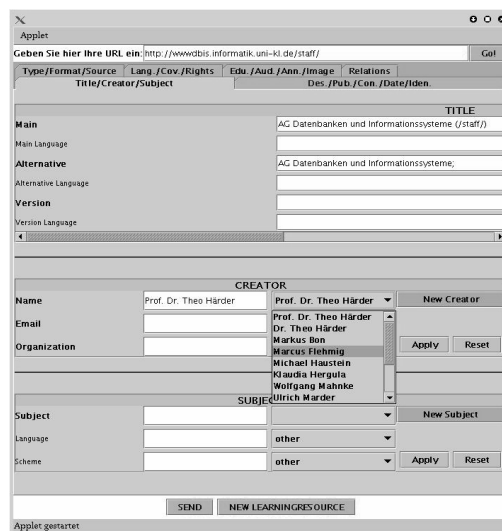 Applet
Geben Sie hier Ihre URL ein: http://wwwdbis.informatik.uni-kl.de/staff/ Go!
Type/Format/Source Lang./Cov./Rights Edu./Aud./Ann./Image Relations
Title/Creator/Subject Des./Pub./Con./Date/Iden.
TITLE
Main AG Datenbanken und Informationssysteme (/staff/)
Main Language
Alternative AG Datenbanken und Informationssysteme;
Alternative Language
Version
Version Language
CREATOR
Name Prof. Dr. Theo Härder Prof. Dr. Theo Härder New Creator
Prof. Dr. Theo Härder
Email Dr. Theo Härder
Markus Bon
Organization Marcus Flehmig Apply Reset
Michael Haustein
Klaudia Hergula
Wolfgang Mahnke
SUBJEC Ulrich Marder
Subject New Subject
Language other
Scheme other Apply Reset
SEND NEW LEARNINGRESOURCE
Applet gestartet